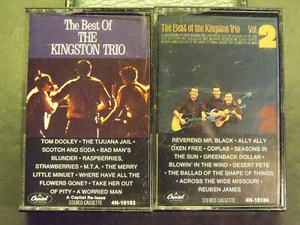 The Best Of
THE
KINGSTON TRIO
TOM DOOLEY · THE TIJUANA JAIL ·
SCOTCH AND SODA · BAD MAN'S
BLUNDER · RASPBERRIES,
STRAWBERRIES · M.T.A. · THE MERRY
LITTLE MINUET · WHERE HAVE ALL THE
FLOWERS GONE? · TAKE HER OUT
OF PITY · A WORRIED MAN
A Capitol Re-Issue
Capitol
STEREO CASSETTE
4N-16183
The Best of the Kingston Trio Vol.
2
REVEREND MR. BLACK · ALLY ALLY
OXEN FREE · COPLAS · SEASONS IN
THE SUN · GREENBACK DOLLAR ·
BLOWIN' IN THE WIND · DESERT PETE ·
THE BALLAD OF THE SHAPE OF THINGS
· ACROSS THE WIDE MISSOURI ·
REUBEN JAMES
Capitol
STEREO CASSETTE
4N-16184